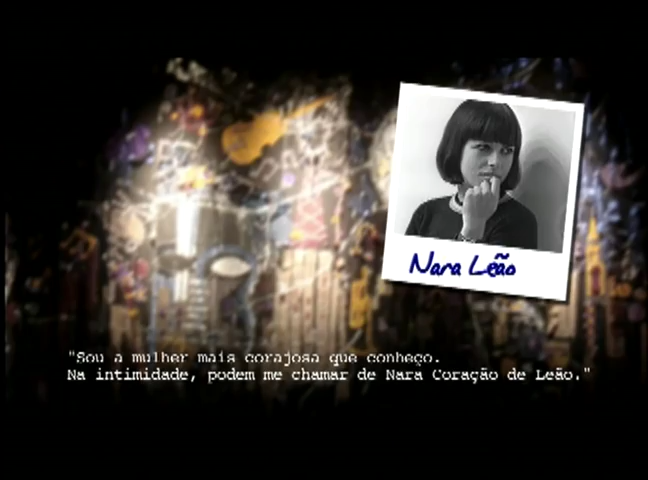 Nara Leão
"Sou a mulher mais corajosa que conheço.
Na intimidade, podem me chamar de Nara Coração de Leão."